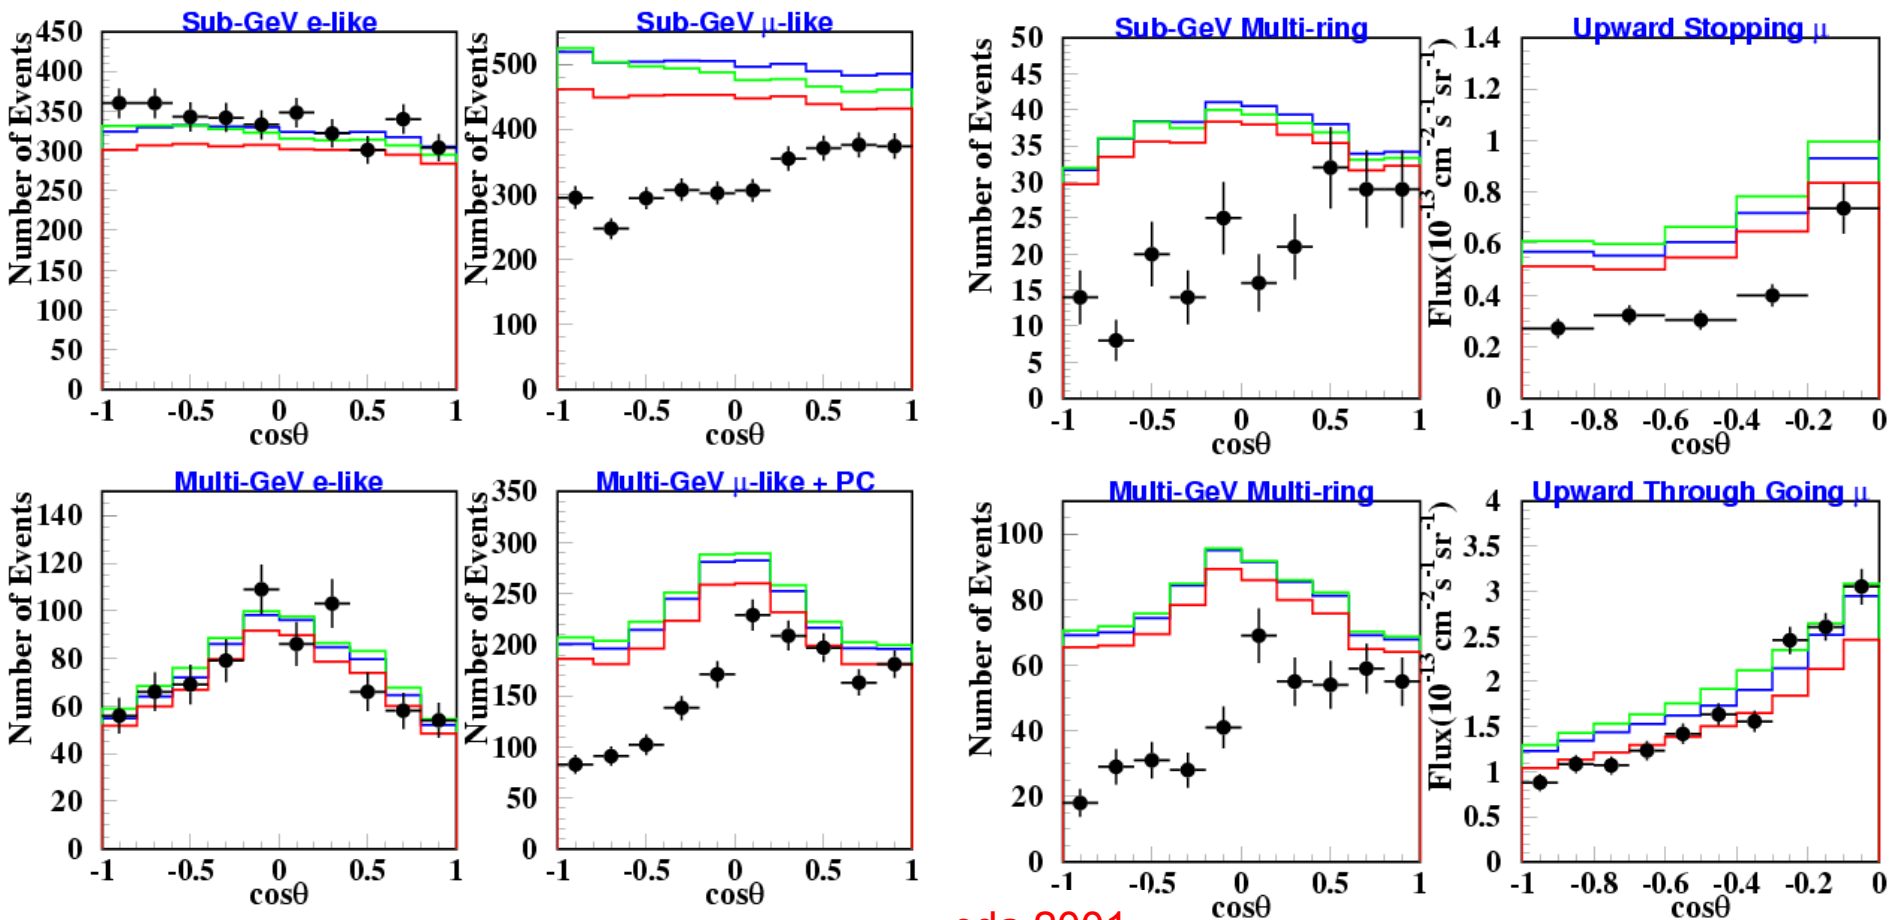 Sub-GeV e-like
Number of Events
450
400
350
300
250
200
150
100
50
0
-1 -0.5 0 0.5 1
cosθ
Sub-GeV μ-like
Number of Events
500
400
300
200
100
0
-1 -0.5 0 0.5 1
cosθ
Sub-GeV Multi-ring
Number of Events
50
45
40
35
30
25
20
15
10
5
0
-1 -0.5 0 0.5 1
cosθ
Upward Stopping μ
Flux(10⁻¹³cm⁻²s⁻¹sr⁻¹)
1.4
1.2
1
0.8
0.6
0.4
0.2
0
-1 -0.8 -0.6 -0.4 -0.2 0
cosθ
Multi-GeV e-like
Number of Events
140
120
100
80
60
40
20
0
-1 -0.5 0 0.5 1
cosθ
Multi-GeV μ-like + PC
Number of Events
350
300
250
200
150
100
50
0
-1 -0.5 0 0.5 1
cosθ
Multi-GeV Multi-ring
Number of Events
100
80
60
40
20
0
-1 -0.5 0 0.5 1
cosθ
Upward Through Going μ
Flux(10⁻¹³cm⁻²s⁻¹sr⁻¹)
4
3.5
3
2.5
2
1.5
1
0.5
0
-1 -0.8 -0.6 -0.4 -0.2 0
cosθ